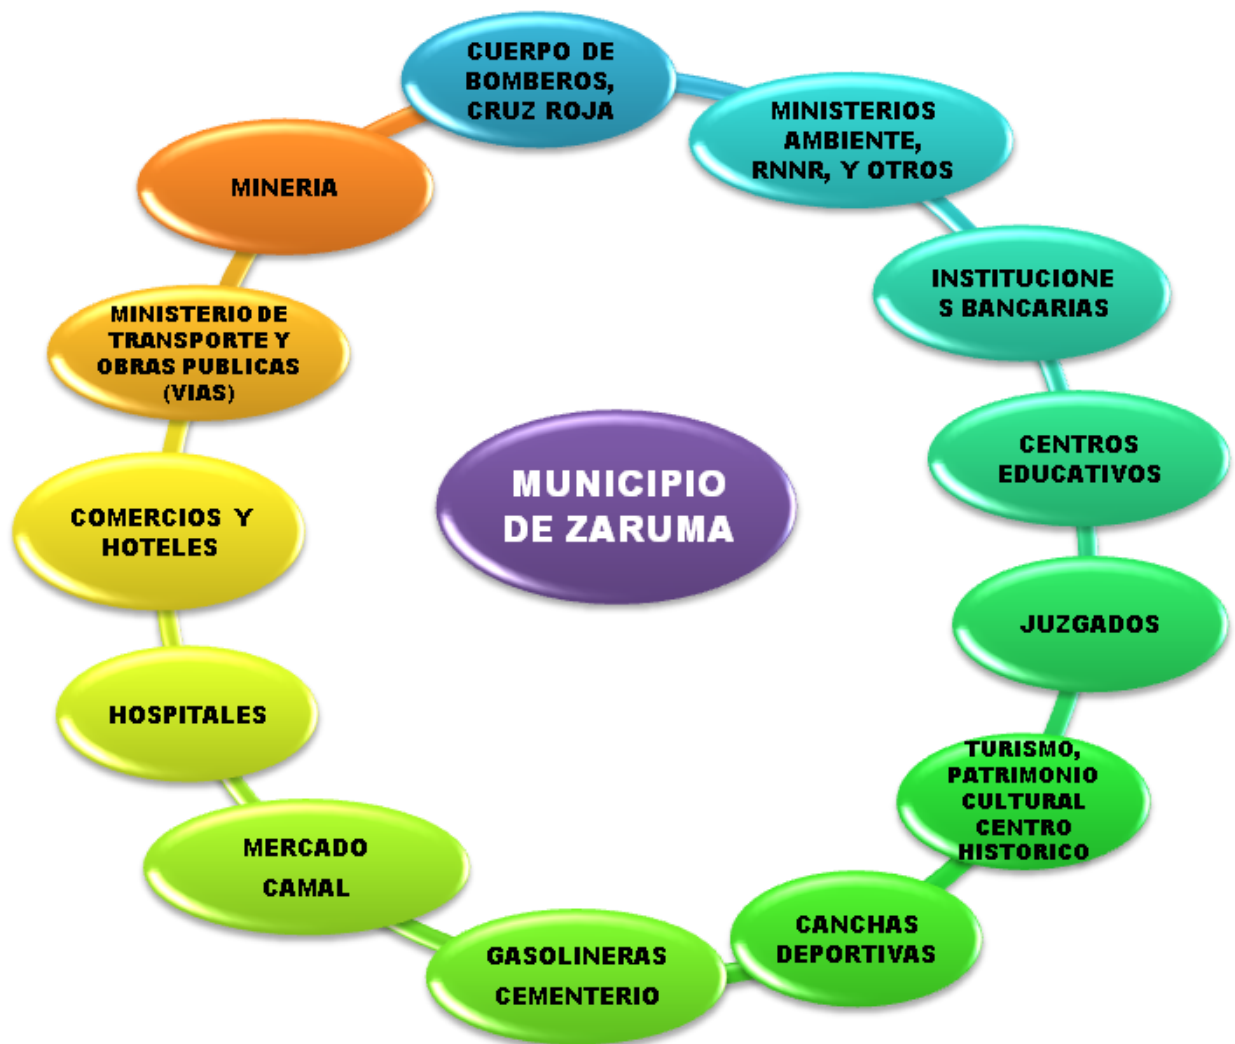 CUERPO DE
BOMBEROS,
CRUZ ROJA
MINISTERIOS
AMBIENTE,
RNNR, Y OTROS
INSTITUCIONE
S BANCARIAS
CENTROS
EDUCATIVOS
JUZGADOS
TURISMO,
PATRIMONIO
CULTURAL
CENTRO
HISTORICO
CANCHAS
DEPORTIVAS
GASOLINERAS
CEMENTERIO
MERCADO
CAMAL
HOSPITALES
COMERCIOS Y
HOTELES
MINISTERIO DE
TRANSPORTE Y
OBRAS PUBLICAS
(VIAS)
MINERIA
MUNICIPIO
DE ZARUMA